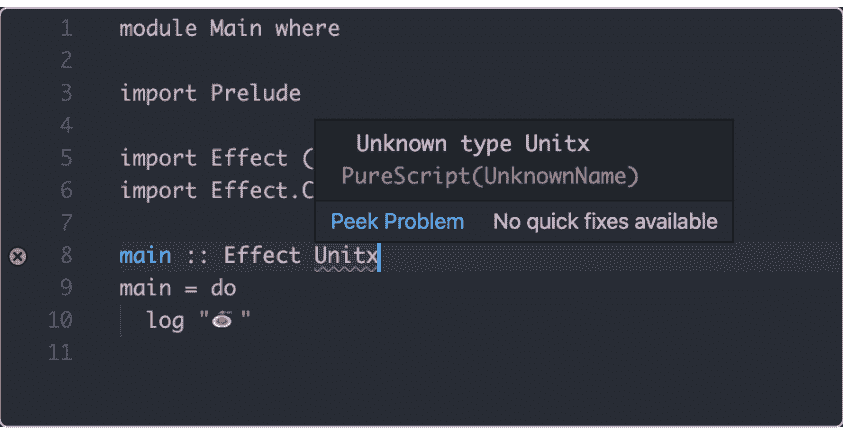 1 module Main where
2
3 import Prelude
4
5 import Effect (
6 import Effect.C
7
8 main :: Effect Unitx
9 main = do
10 log "🍝"
11
Unknown type Unitx
PureScript(UnknownName)
Peek Problem No quick fixes available